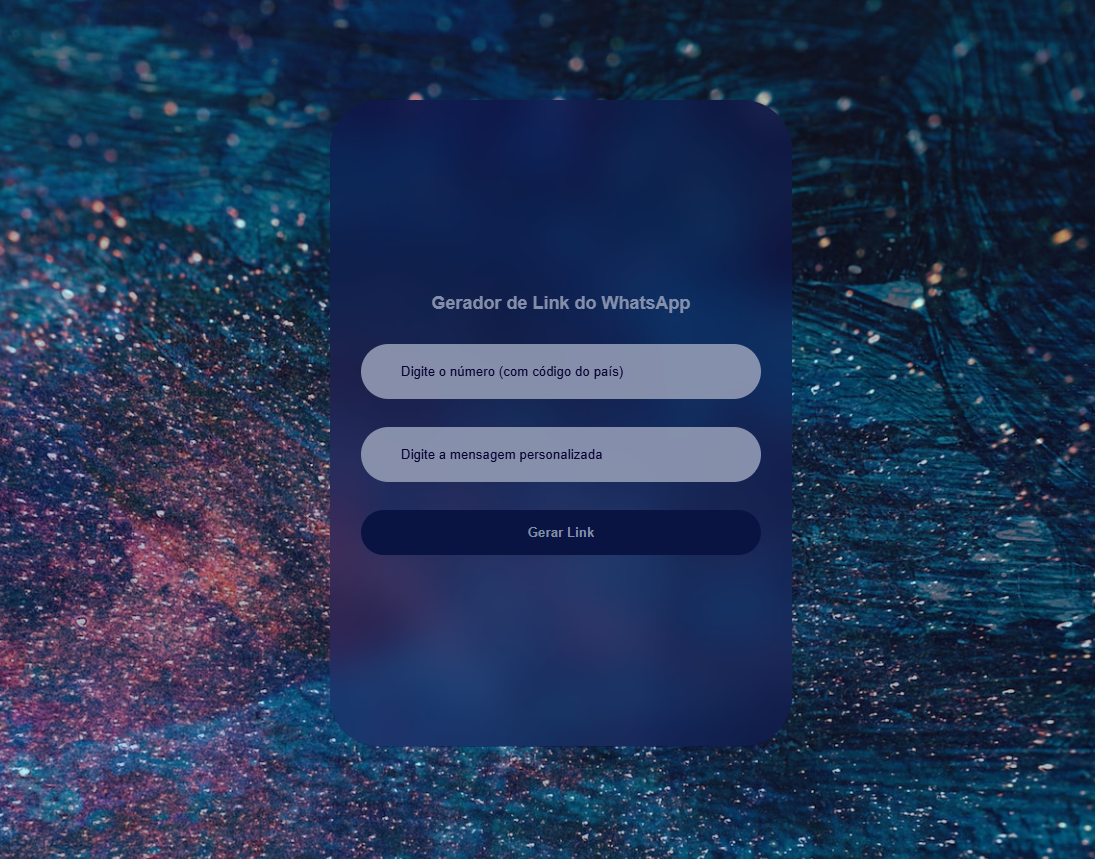 Gerador de Link do WhatsApp
Digite o número (com código do país)
Digite a mensagem personalizada
Gerar Link